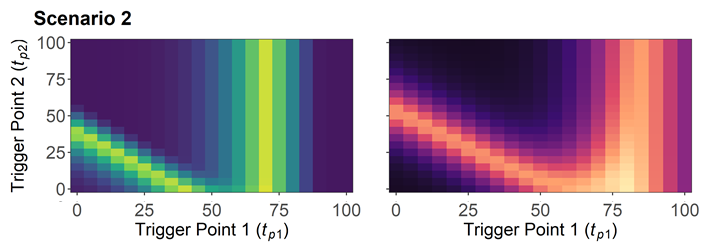 Scenario 2
Trigger Point 2 (tp2)
100
75
50
25
0
0 25 50 75 100 0 25 50 75 100
Trigger Point 1 (tp1) Trigger Point 1 (tp1)